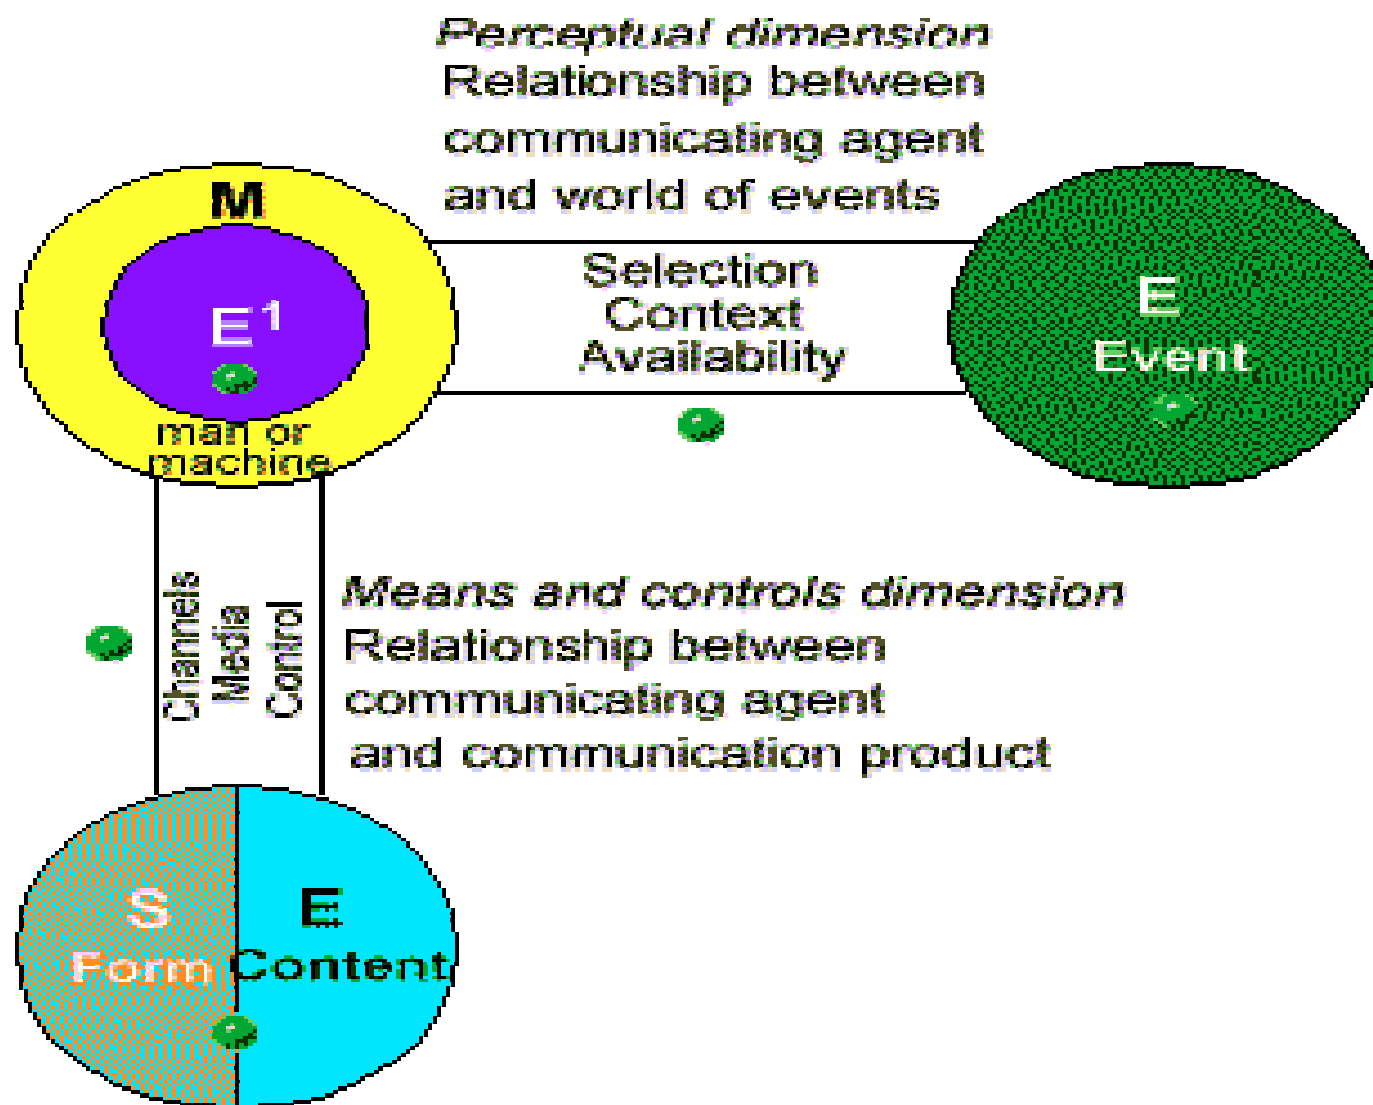 Perceptual dimension
Relationship between
communicating agent
and world of events
M
E¹
man or
machine
Selection
Context
Availability
E
Event
Channels
Media
Control
Means and controls dimension
Relationship between
communicating agent
and communication product
S
Form
E
Content